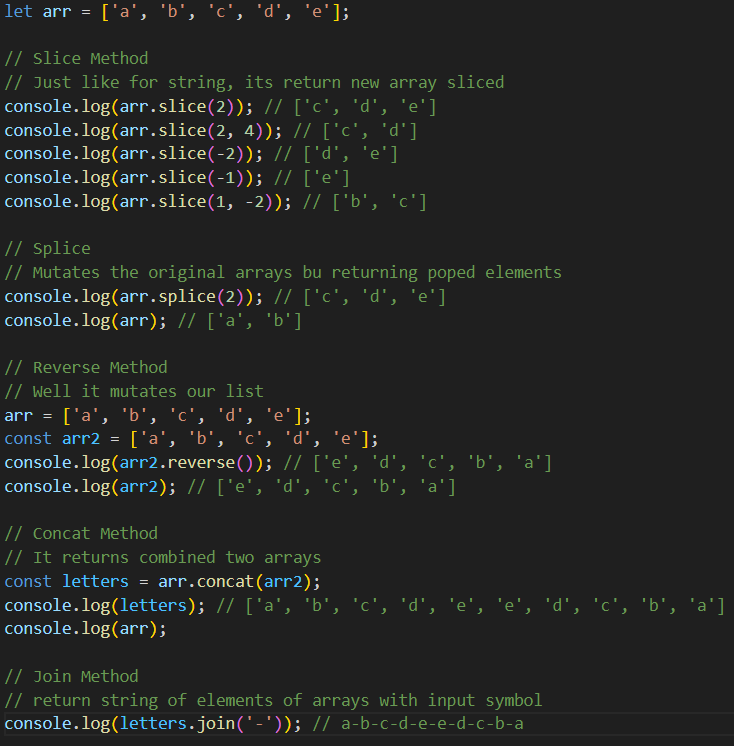 let arr = ['a', 'b', 'c', 'd', 'e'];
// Slice Method
// Just like for string, its return new array sliced
console.log(arr.slice(2)); // ['c', 'd', 'e']
console.log(arr.slice(2, 4)); // ['c', 'd']
console.log(arr.slice(-2)); // ['d', 'e']
console.log(arr.slice(-1)); // ['e']
console.log(arr.slice(1, -2)); // ['b', 'c']
// Splice
// Mutates the original arrays bu returning poped elements
console.log(arr.splice(2)); // ['c', 'd', 'e']
console.log(arr); // ['a', 'b']
// Reverse Method
// Well it mutates our list
arr = ['a', 'b', 'c', 'd', 'e'];
const arr2 = ['a', 'b', 'c', 'd', 'e'];
console.log(arr2.reverse()); // ['e', 'd', 'c', 'b', 'a']
console.log(arr2); // ['e', 'd', 'c', 'b', 'a']
// Concat Method
// It returns combined two arrays
const letters = arr.concat(arr2);
console.log(letters); // ['a', 'b', 'c', 'd', 'e', 'e', 'd', 'c', 'b', 'a']
console.log(arr);
// Join Method
// return string of elements of arrays with input symbol
console.log(letters.join('-')); // a-b-c-d-e-e-d-c-b-a